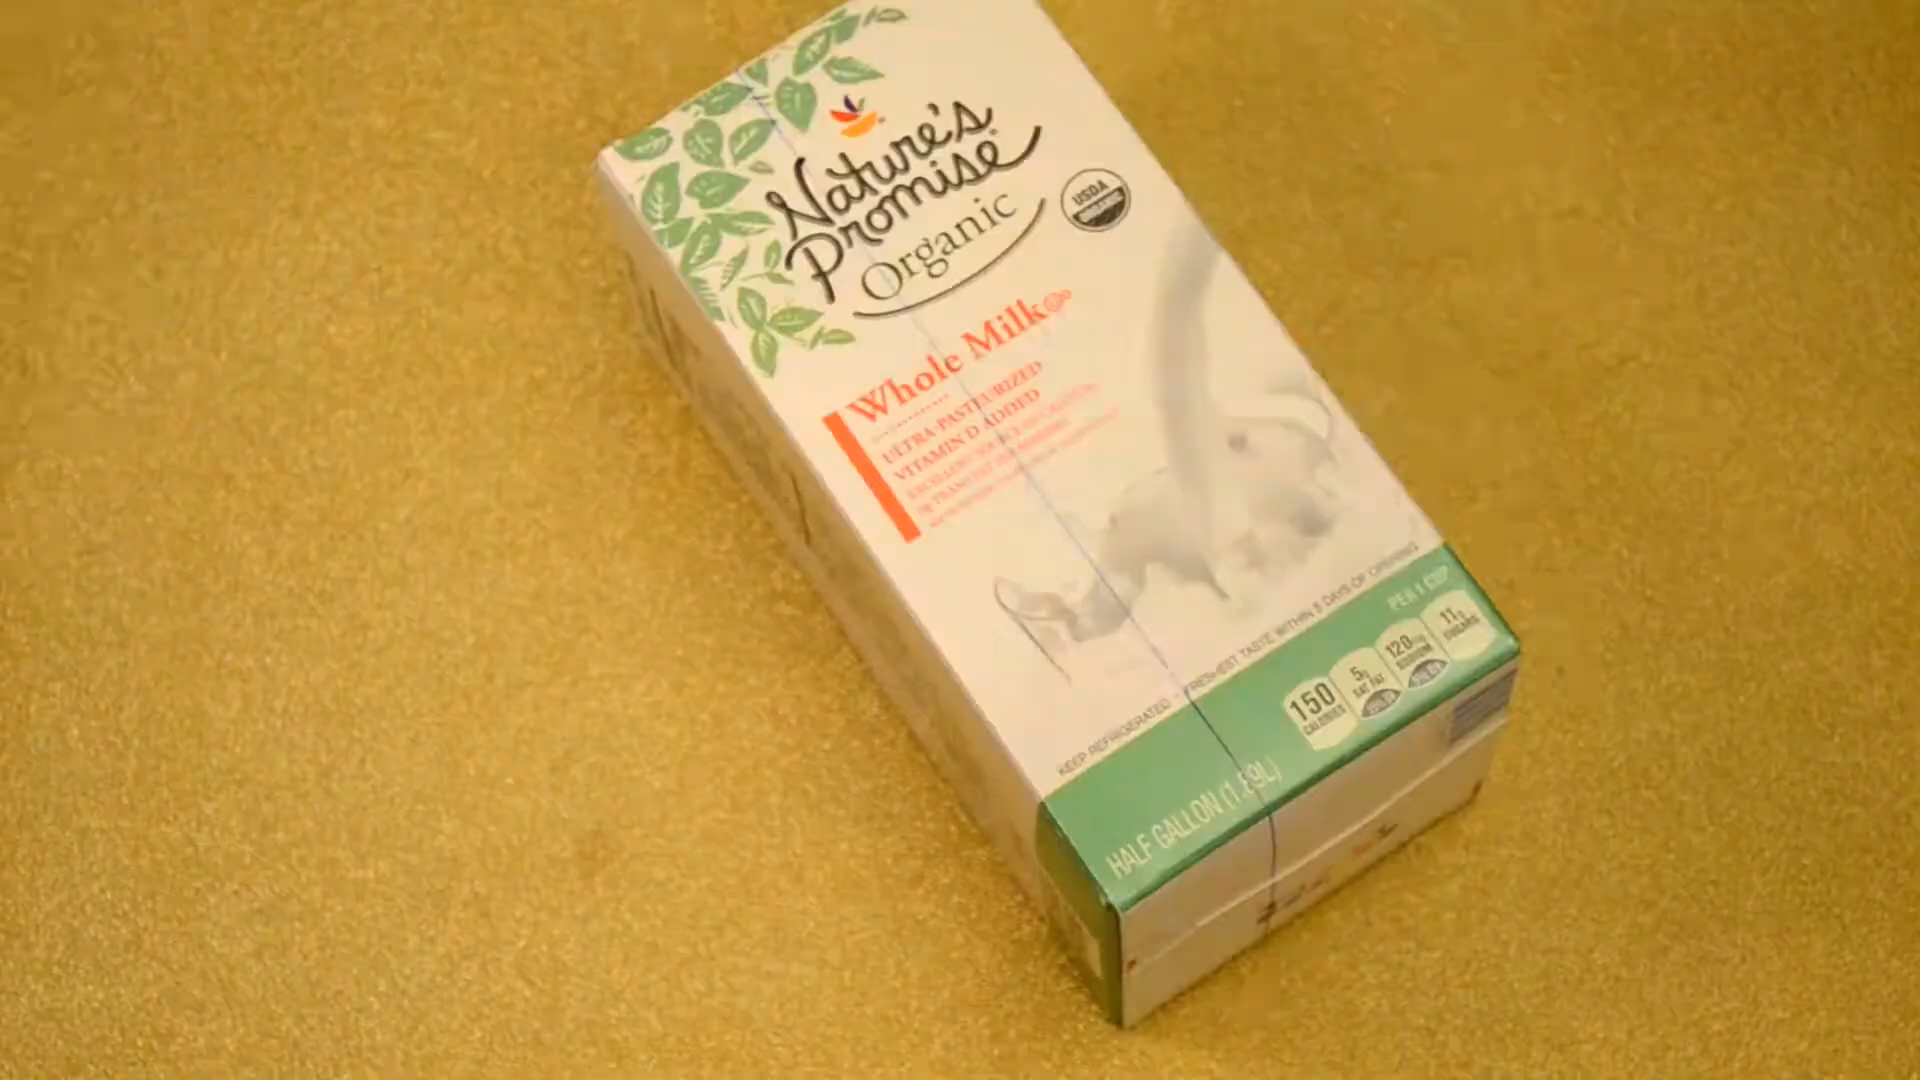 Nature's
Promise
Organic
USDA
ORGANIC
Whole Milk
ULTRA-PASTEURIZED
VITAMIN D ADDED
KEEP REFRIGERATED FRESHEST TASTE WITHIN 5 DAYS OF OPENING
PER 1 CUP
150
CALORIES
5g
SAT FAT
120mg
SODIUM
11g
SUGARS
HALF GALLON (1.89L)